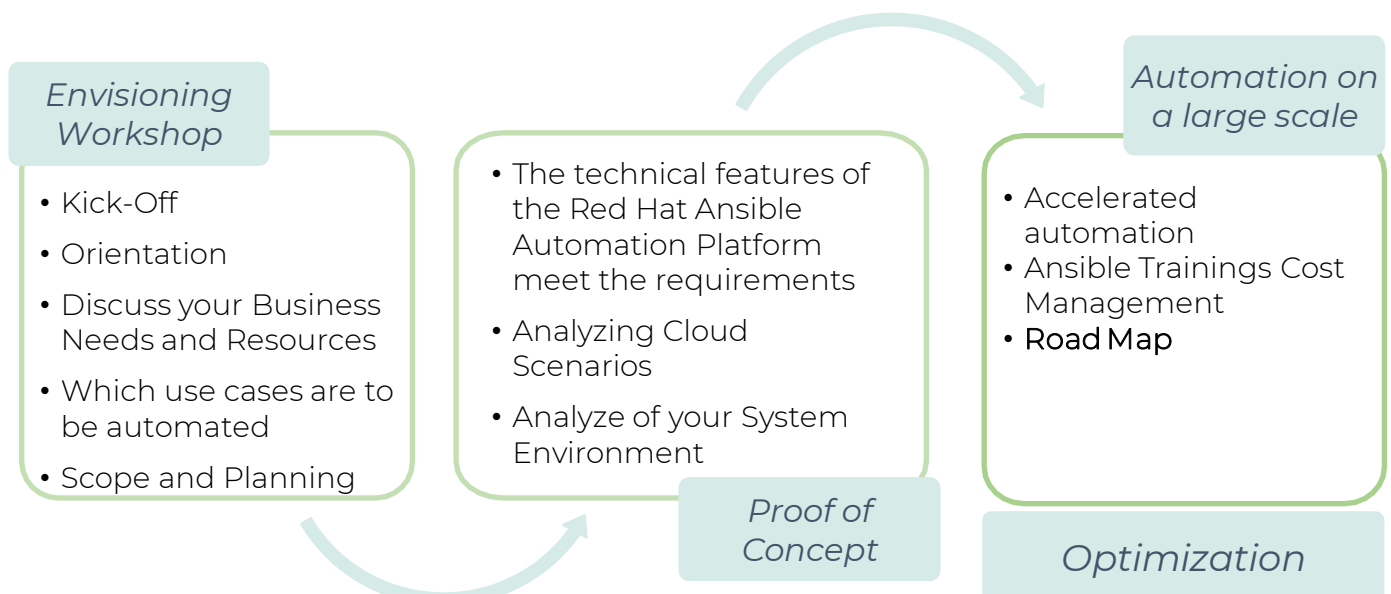 Envisioning
Workshop
• Kick-Off
• Orientation
• Discuss your Business
Needs and Resources
• Which use cases are to
be automated
• Scope and Planning
• The technical features of
the Red Hat Ansible
Automation Platform
meet the requirements
• Analyzing Cloud
Scenarios
• Analyze of your System
Environment
Proof of
Concept
Automation on
a large scale
• Accelerated
automation
• Ansible Trainings Cost
Management
• Road Map
Optimization